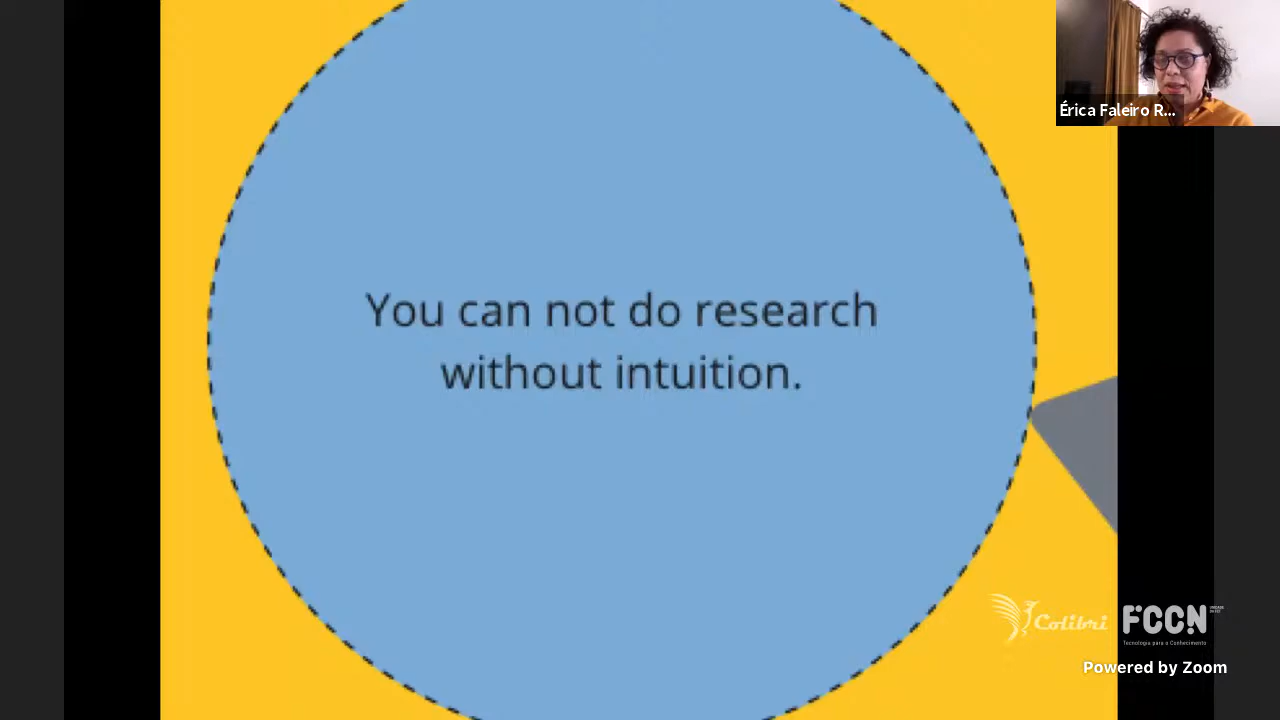 Érica Faleiro R...
You can not do research
without intuition.
Colibri
FCCN
Tecnologia para o Conhecimento
Powered by Zoom